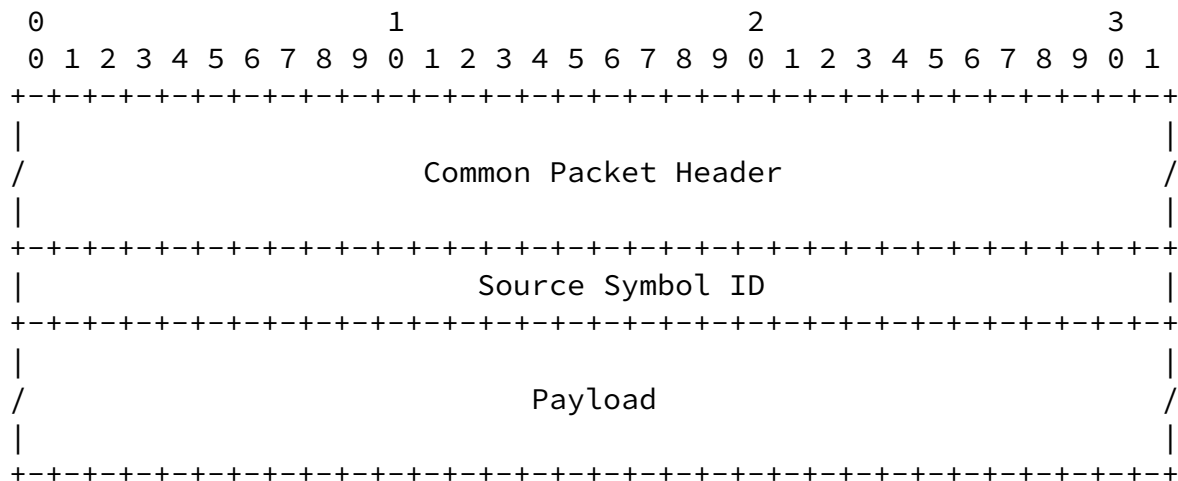 0                   1                   2                   3
 0 1 2 3 4 5 6 7 8 9 0 1 2 3 4 5 6 7 8 9 0 1 2 3 4 5 6 7 8 9 0 1
+-+-+-+-+-+-+-+-+-+-+-+-+-+-+-+-+-+-+-+-+-+-+-+-+-+-+-+-+-+-+-+-+
|                                                               |
/                      Common Packet Header                     /
|                                                               |
+-+-+-+-+-+-+-+-+-+-+-+-+-+-+-+-+-+-+-+-+-+-+-+-+-+-+-+-+-+-+-+-+
|                         Source Symbol ID                      |
+-+-+-+-+-+-+-+-+-+-+-+-+-+-+-+-+-+-+-+-+-+-+-+-+-+-+-+-+-+-+-+-+
|                                                               |
/                            Payload                            /
|                                                               |
+-+-+-+-+-+-+-+-+-+-+-+-+-+-+-+-+-+-+-+-+-+-+-+-+-+-+-+-+-+-+-+-+